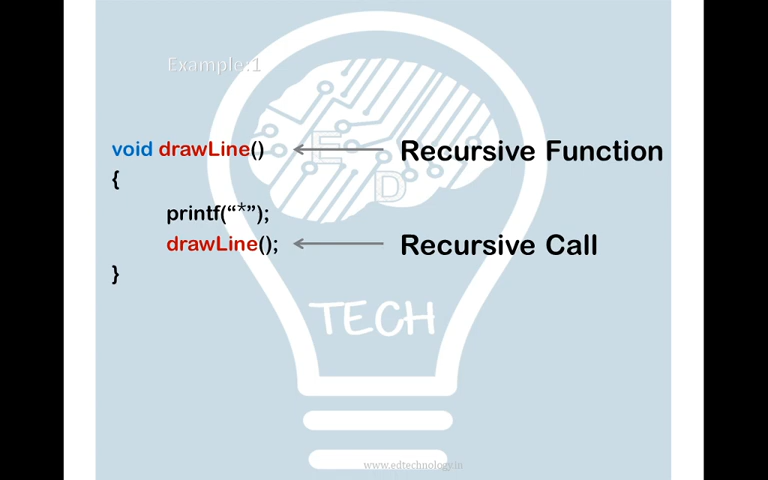 Example:1
void drawLine() Recursive Function
{
E
D
printf(“*”);
drawLine(); Recursive Call
}
TECH
www.edtechnology.in